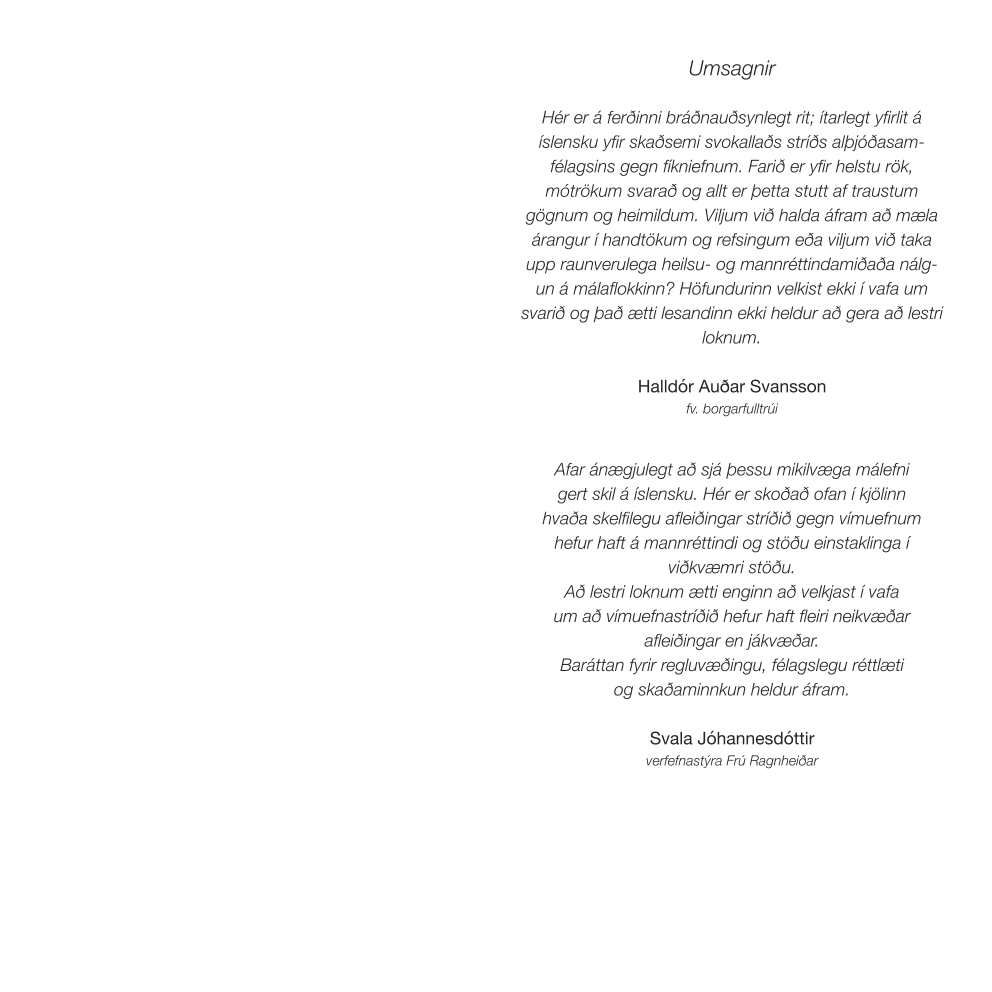 Umsagnir
Hér er á ferðinni bráðnauðsynlegt rit; ítarlegt yfirlit á
íslensku yfir skaðsemi svokallaðs stríðs alþjóðasam-
félagsins gegn fíkniefnum. Farið er yfir helstu rök,
mótrökum svarað og allt er þetta stutt af traustum
gögnum og heimildum. Viljum við halda áfram að mæla
árangur í handtökum og refsingum eða viljum við taka
upp raunverulega heilsu- og mannréttindamiðaða nálg-
un á málaflokkinn? Höfundurinn velkist ekki í vafa um
svarið og það ætti lesandinn ekki heldur að gera að lestri
loknum.
Halldór Auðar Svansson
fv. borgarfulltrúi
Afar ánægjulegt að sjá þessu mikilvæga málefni
gert skil á íslensku. Hér er skoðað ofan í kjölinn
hvaða skelfilegu afleiðingar stríðið gegn vímuefnum
hefur haft á mannréttindi og stöðu einstaklinga í
viðkvæmri stöðu.
Að lestri loknum ætti enginn að velkjast í vafa
um að vímuefnastríðið hefur haft fleiri neikvæðar
afleiðingar en jákvæðar.
Baráttan fyrir regluvæðingu, félagslegu réttlæti
og skaðaminnkun heldur áfram.
Svala Jóhannesdóttir
verfefnastýra Frú Ragnheiðar